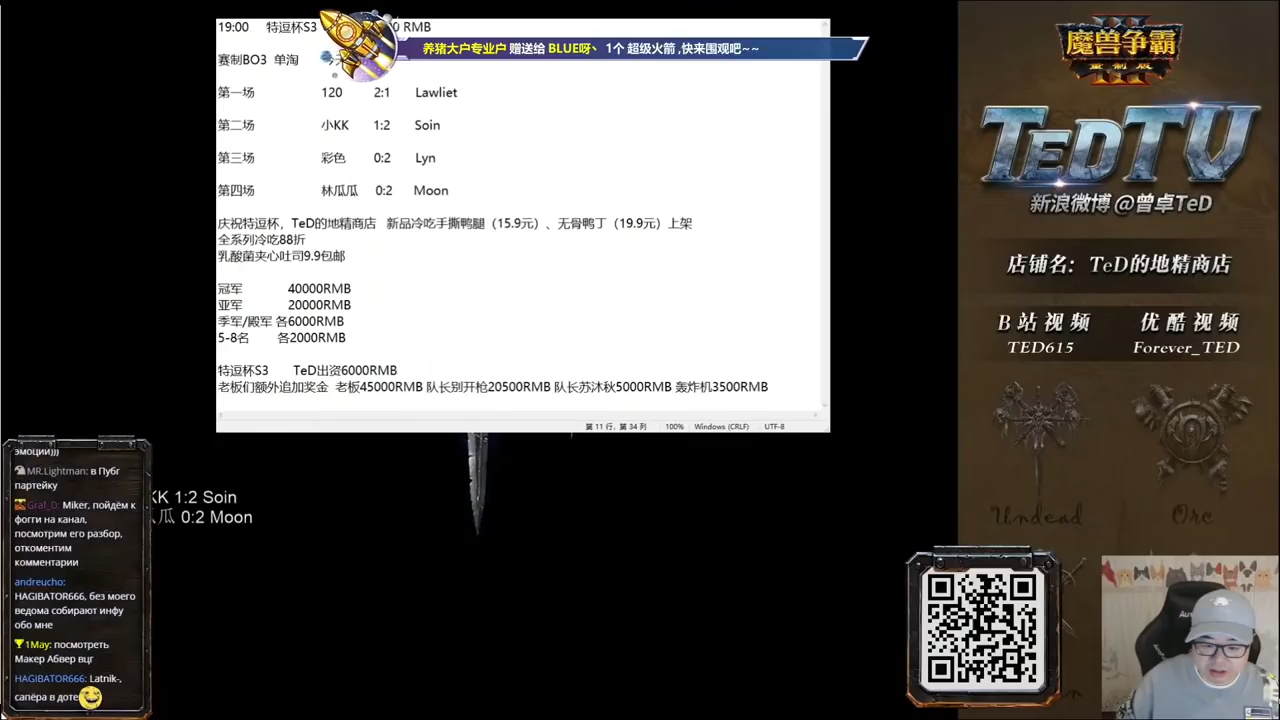 19:00 特逗杯S3 0 RMB
养猪大户专业户 赠送给 BLUE呀丶 1个 超级火箭 ,快来围观吧~~
赛制BO3 单淘
第一场 120 2:1 Lawliet
第二场 小KK 1:2 Soin
第三场 彩色 0:2 Lyn
第四场 林瓜瓜 0:2 Moon
庆祝特逗杯，TeD的地精商店 新品冷吃手撕鸭腿（15.9元）、无骨鸭丁（19.9元）上架
全系列冷吃88折
乳酸菌夹心吐司9.9包邮
冠军 40000RMB
亚军 20000RMB
季军/殿军 各6000RMB
5-8名 各2000RMB
特逗杯S3 TeD出资6000RMB
老板们额外追加奖金 老板45000RMB 队长别开枪20500RMB 队长苏沐秋5000RMB 轰炸机3500RMB
第 11 行，第 34 列 100% Windows (CRLF) UTF-8
KK 1:2 Soin
瓜 0:2 Moon
эмоций)))
MR.Lightman: в Пубг
партейку
Graf_D: Miker, пойдём к
фогги на канал,
посмотрим его разбор,
откоментим
комментарии
andreucho:
HAGIBATOR666, без моего
ведома собирают инфу
обо мне
1May: посмотреть
Макер Абвер вцг
HAGIBATOR666: Latnik-,
сапёра в доте
魔兽争霸
III
重制版
TEDTV
新浪微博 @曾卓TeD
店铺名：TeD的地精商店
B站视频 优酷视频
TED615 Forever_TED
Undead Orc